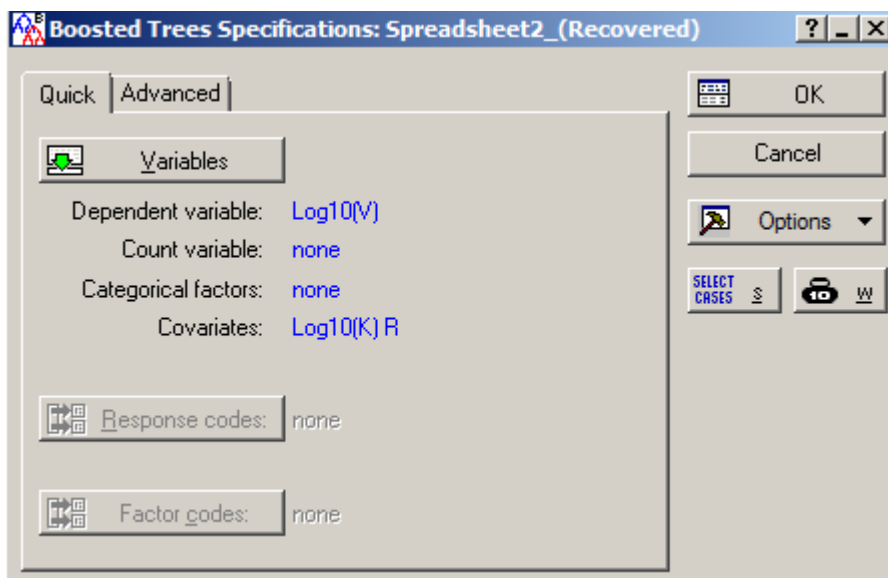 Boosted Trees Specifications: Spreadsheet2_(Recovered) ? _ X
Quick Advanced
OK
Variables
Cancel
Dependent variable: Log10(V)
Options
Count variable: none
Categorical factors: none
SELECT CASES S
10 W
Covariates: Log10(K) R
Response codes: none
Factor codes: none